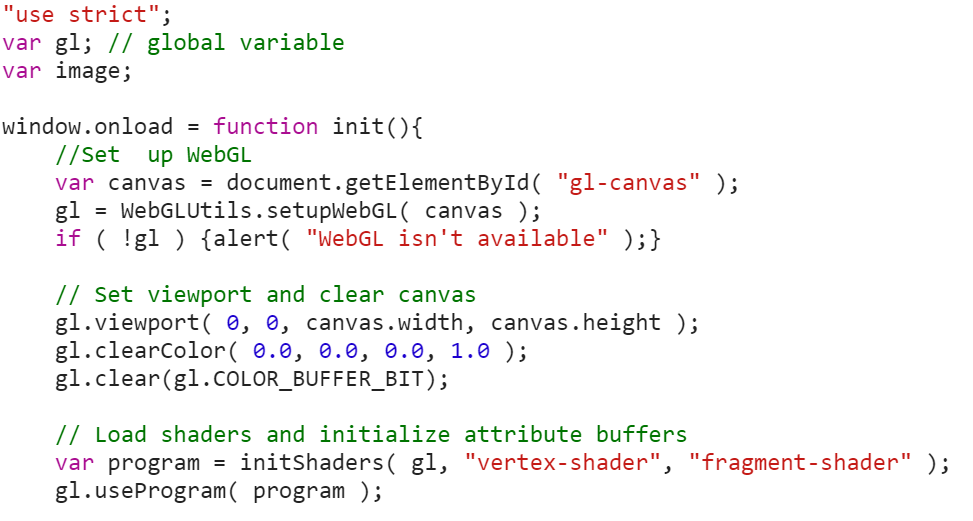 "use strict";
var gl; // global variable
var image;

window.onload = function init(){
    //Set  up WebGL
    var canvas = document.getElementById( "gl-canvas" );
    gl = WebGLUtils.setupWebGL( canvas );
    if ( !gl ) {alert( "WebGL isn't available" );}

    // Set viewport and clear canvas
    gl.viewport( 0, 0, canvas.width, canvas.height );
    gl.clearColor( 0.0, 0.0, 0.0, 1.0 );
    gl.clear(gl.COLOR_BUFFER_BIT);

    // Load shaders and initialize attribute buffers
    var program = initShaders( gl, "vertex-shader", "fragment-shader" );
    gl.useProgram( program );